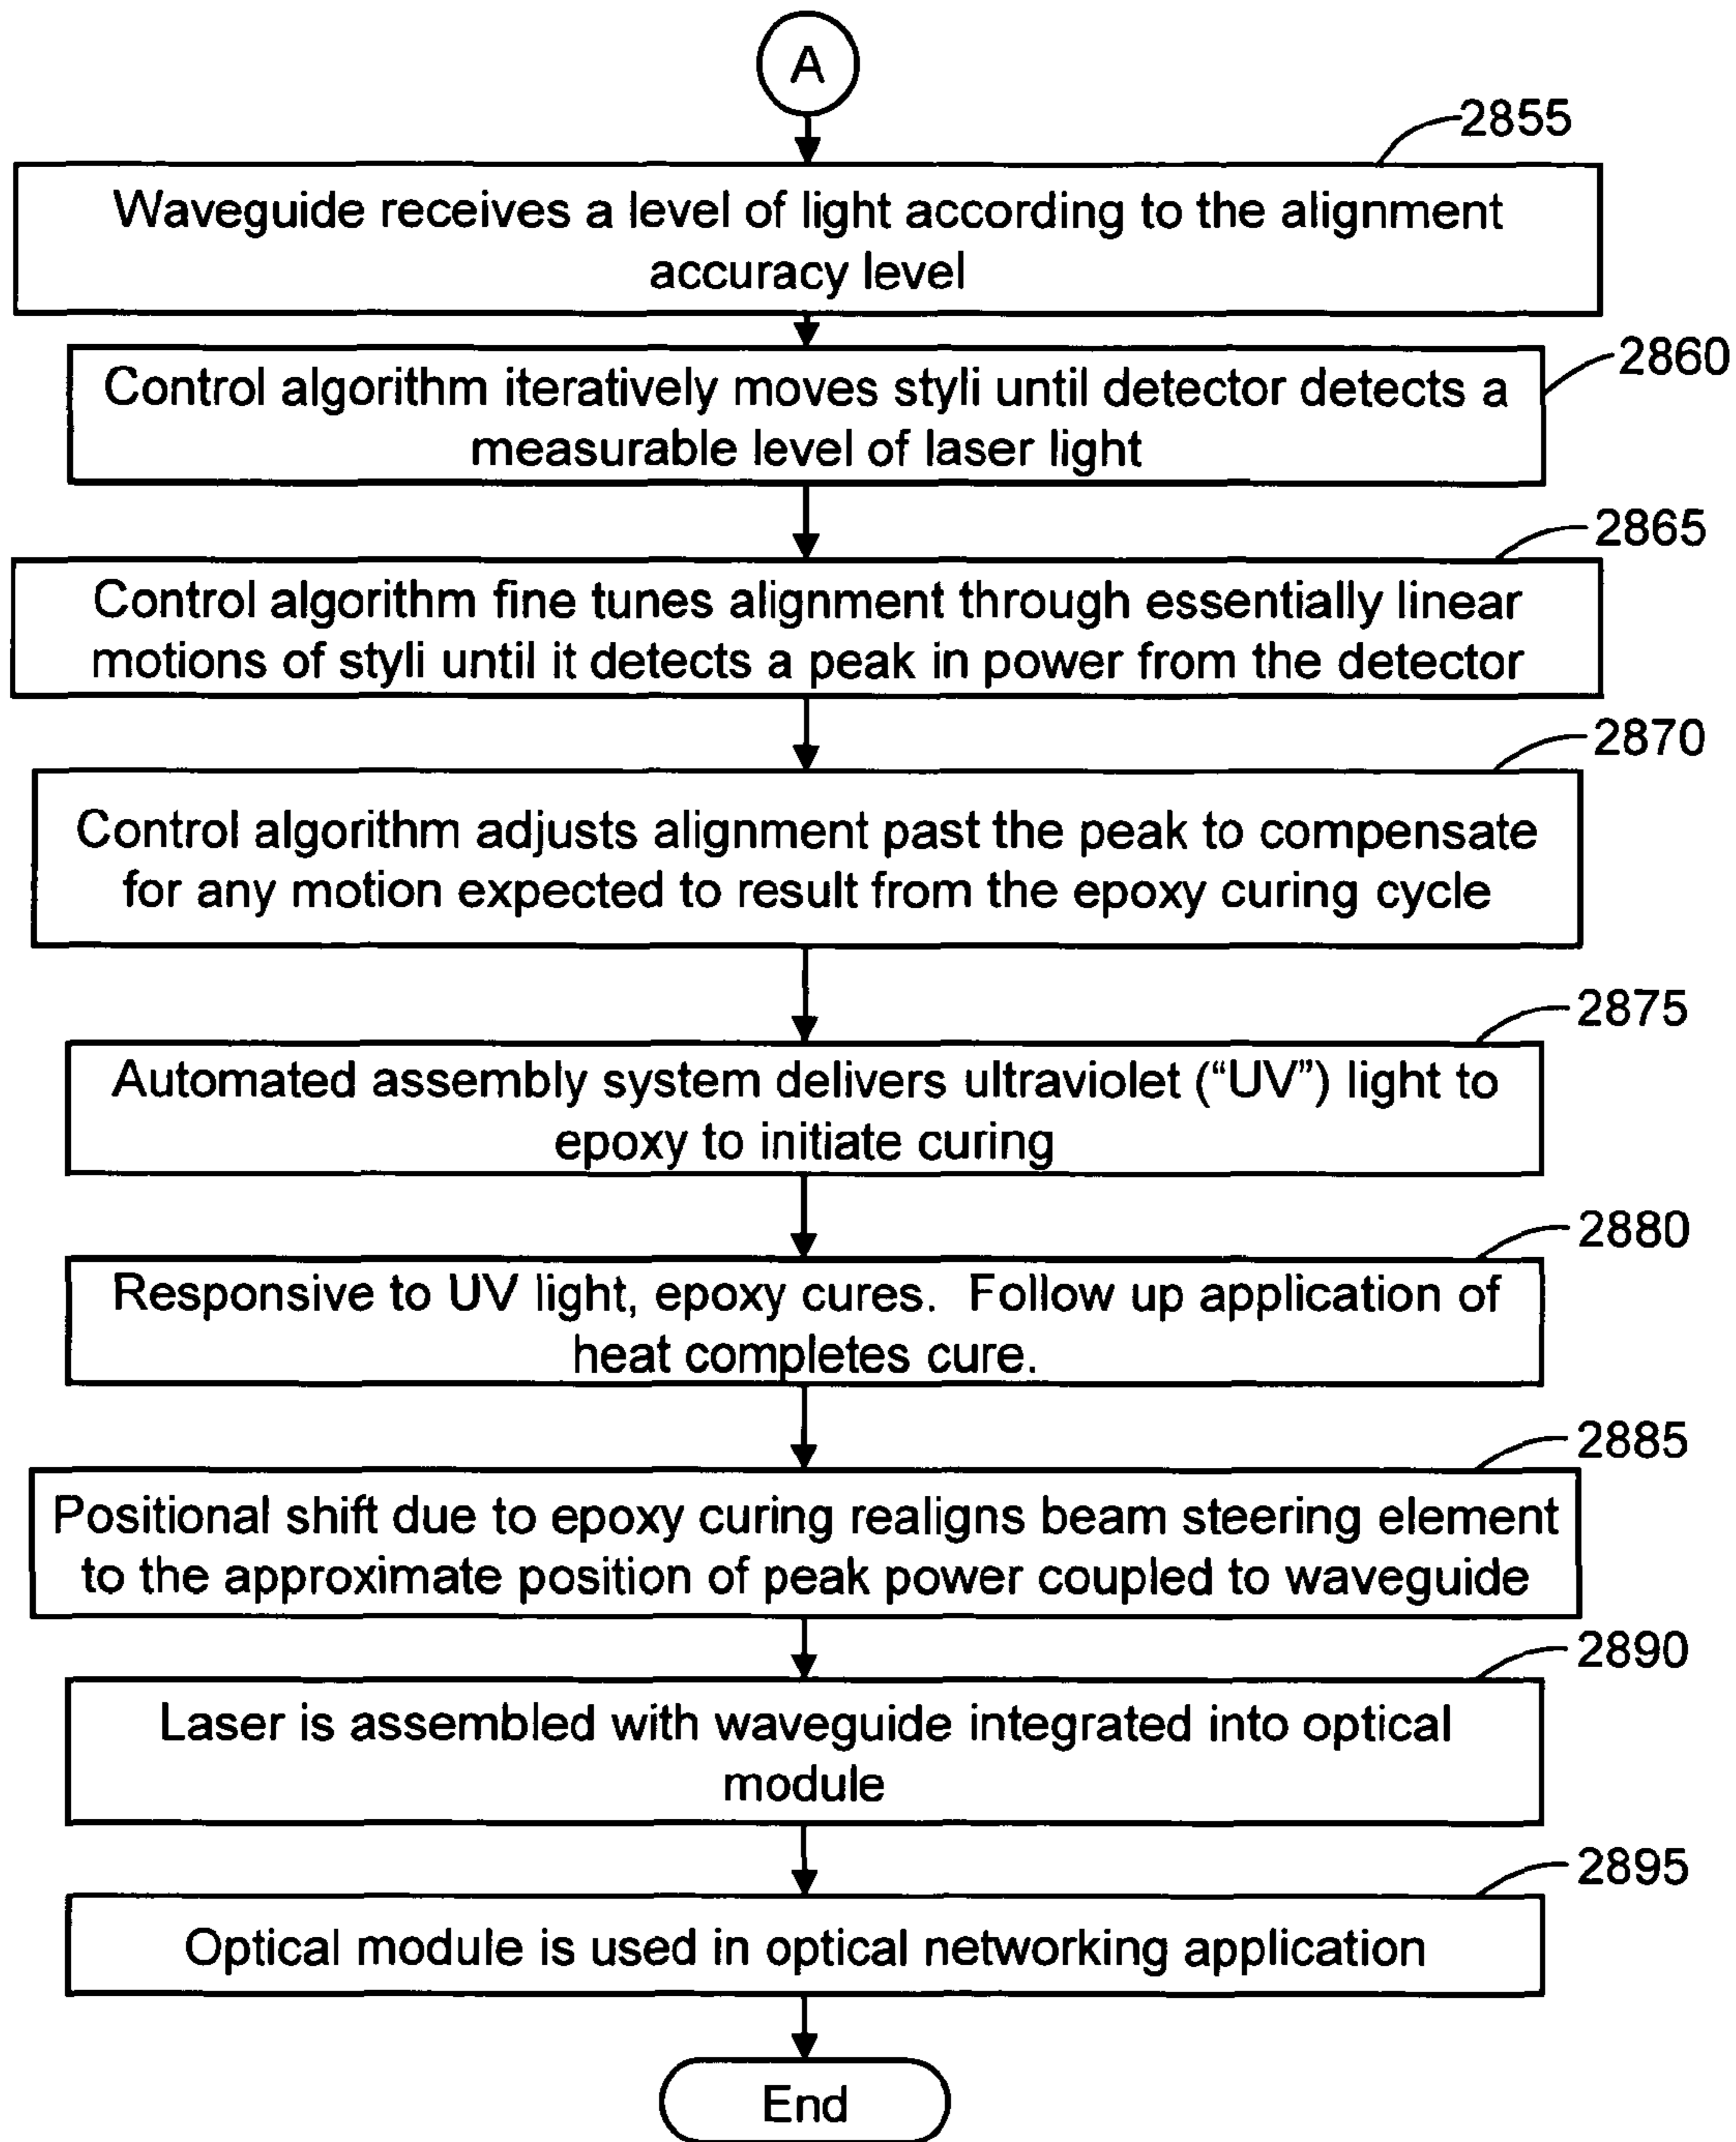 A
2855
Waveguide receives a level of light according to the alignment
accuracy level
2860
Control algorithm iteratively moves styli until detector detects a
measurable level of laser light
2865
Control algorithm fine tunes alignment through essentially linear
motions of styli until it detects a peak in power from the detector
2870
Control algorithm adjusts alignment past the peak to compensate
for any motion expected to result from the epoxy curing cycle
2875
Automated assembly system delivers ultraviolet (“UV”) light to
epoxy to initiate curing
2880
Responsive to UV light, epoxy cures.  Follow up application of
heat completes cure.
2885
Positional shift due to epoxy curing realigns beam steering element
to the approximate position of peak power coupled to waveguide
2890
Laser is assembled with waveguide integrated into optical
module
2895
Optical module is used in optical networking application
End